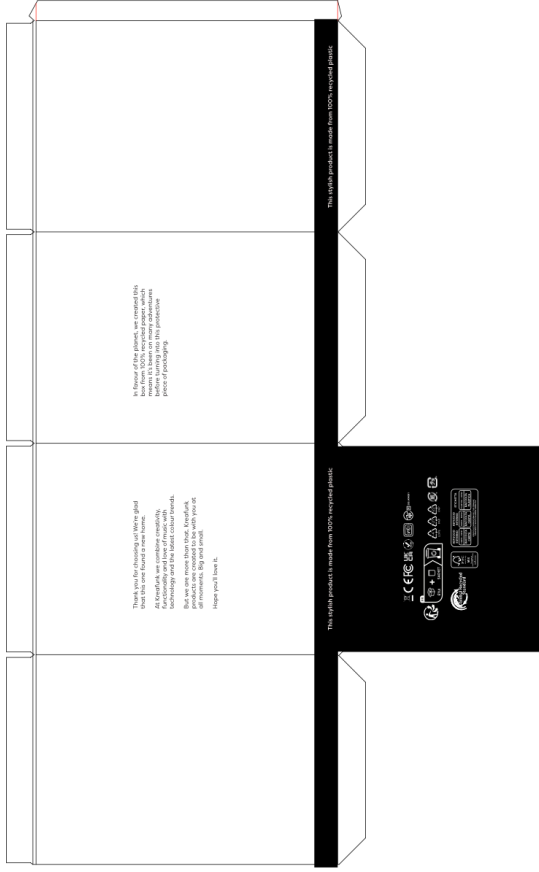 This stylish product is made from 100% recycled plastic
In favour of the planet, we created this
box from 100% recycled paper, which
means it's been on many adventures
before turning into this protective
piece of packaging.
Thank you for choosing us! We're glad
that this one found a new home.
At Kreafunk we combine creativity,
functionality and love of music with
technology and the latest colour trends.
But we are more than that. Kreafunk
products are created to be with you at
all moments. Big and small.
Hope you'll love it.
This stylish product is made from 100% recycled plastic
CE FC